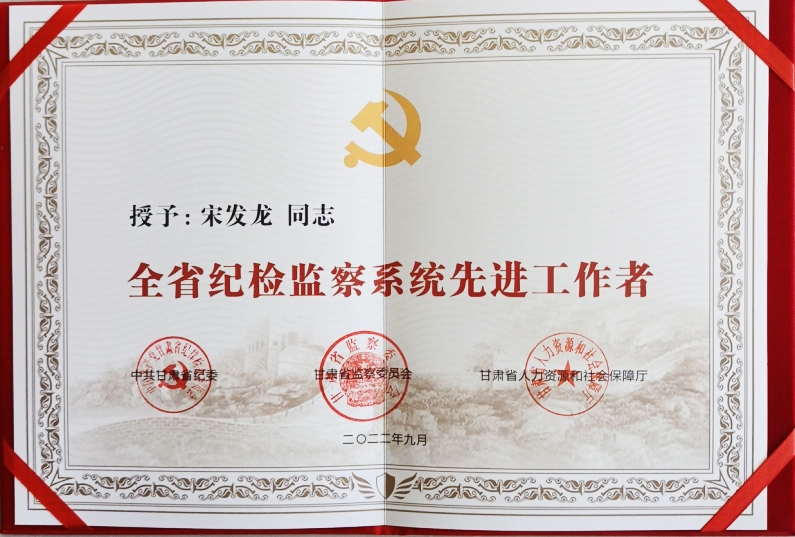 授予：宋发龙 同志
全省纪检监察系统先进工作者
中共甘肃省纪委 甘肃省监察委员会 甘肃省人力资源和社会保障厅
二〇二二年九月